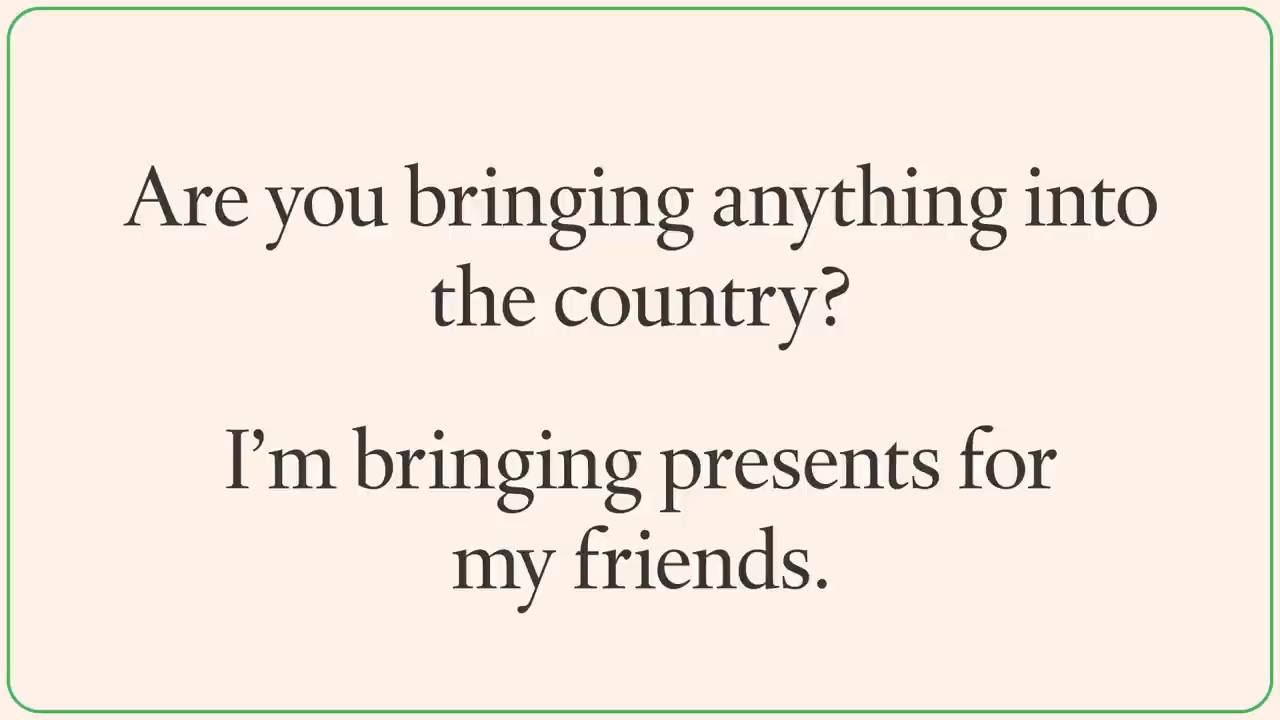 Are you bringing anything into
the country?
I’m bringing presents for
my friends.